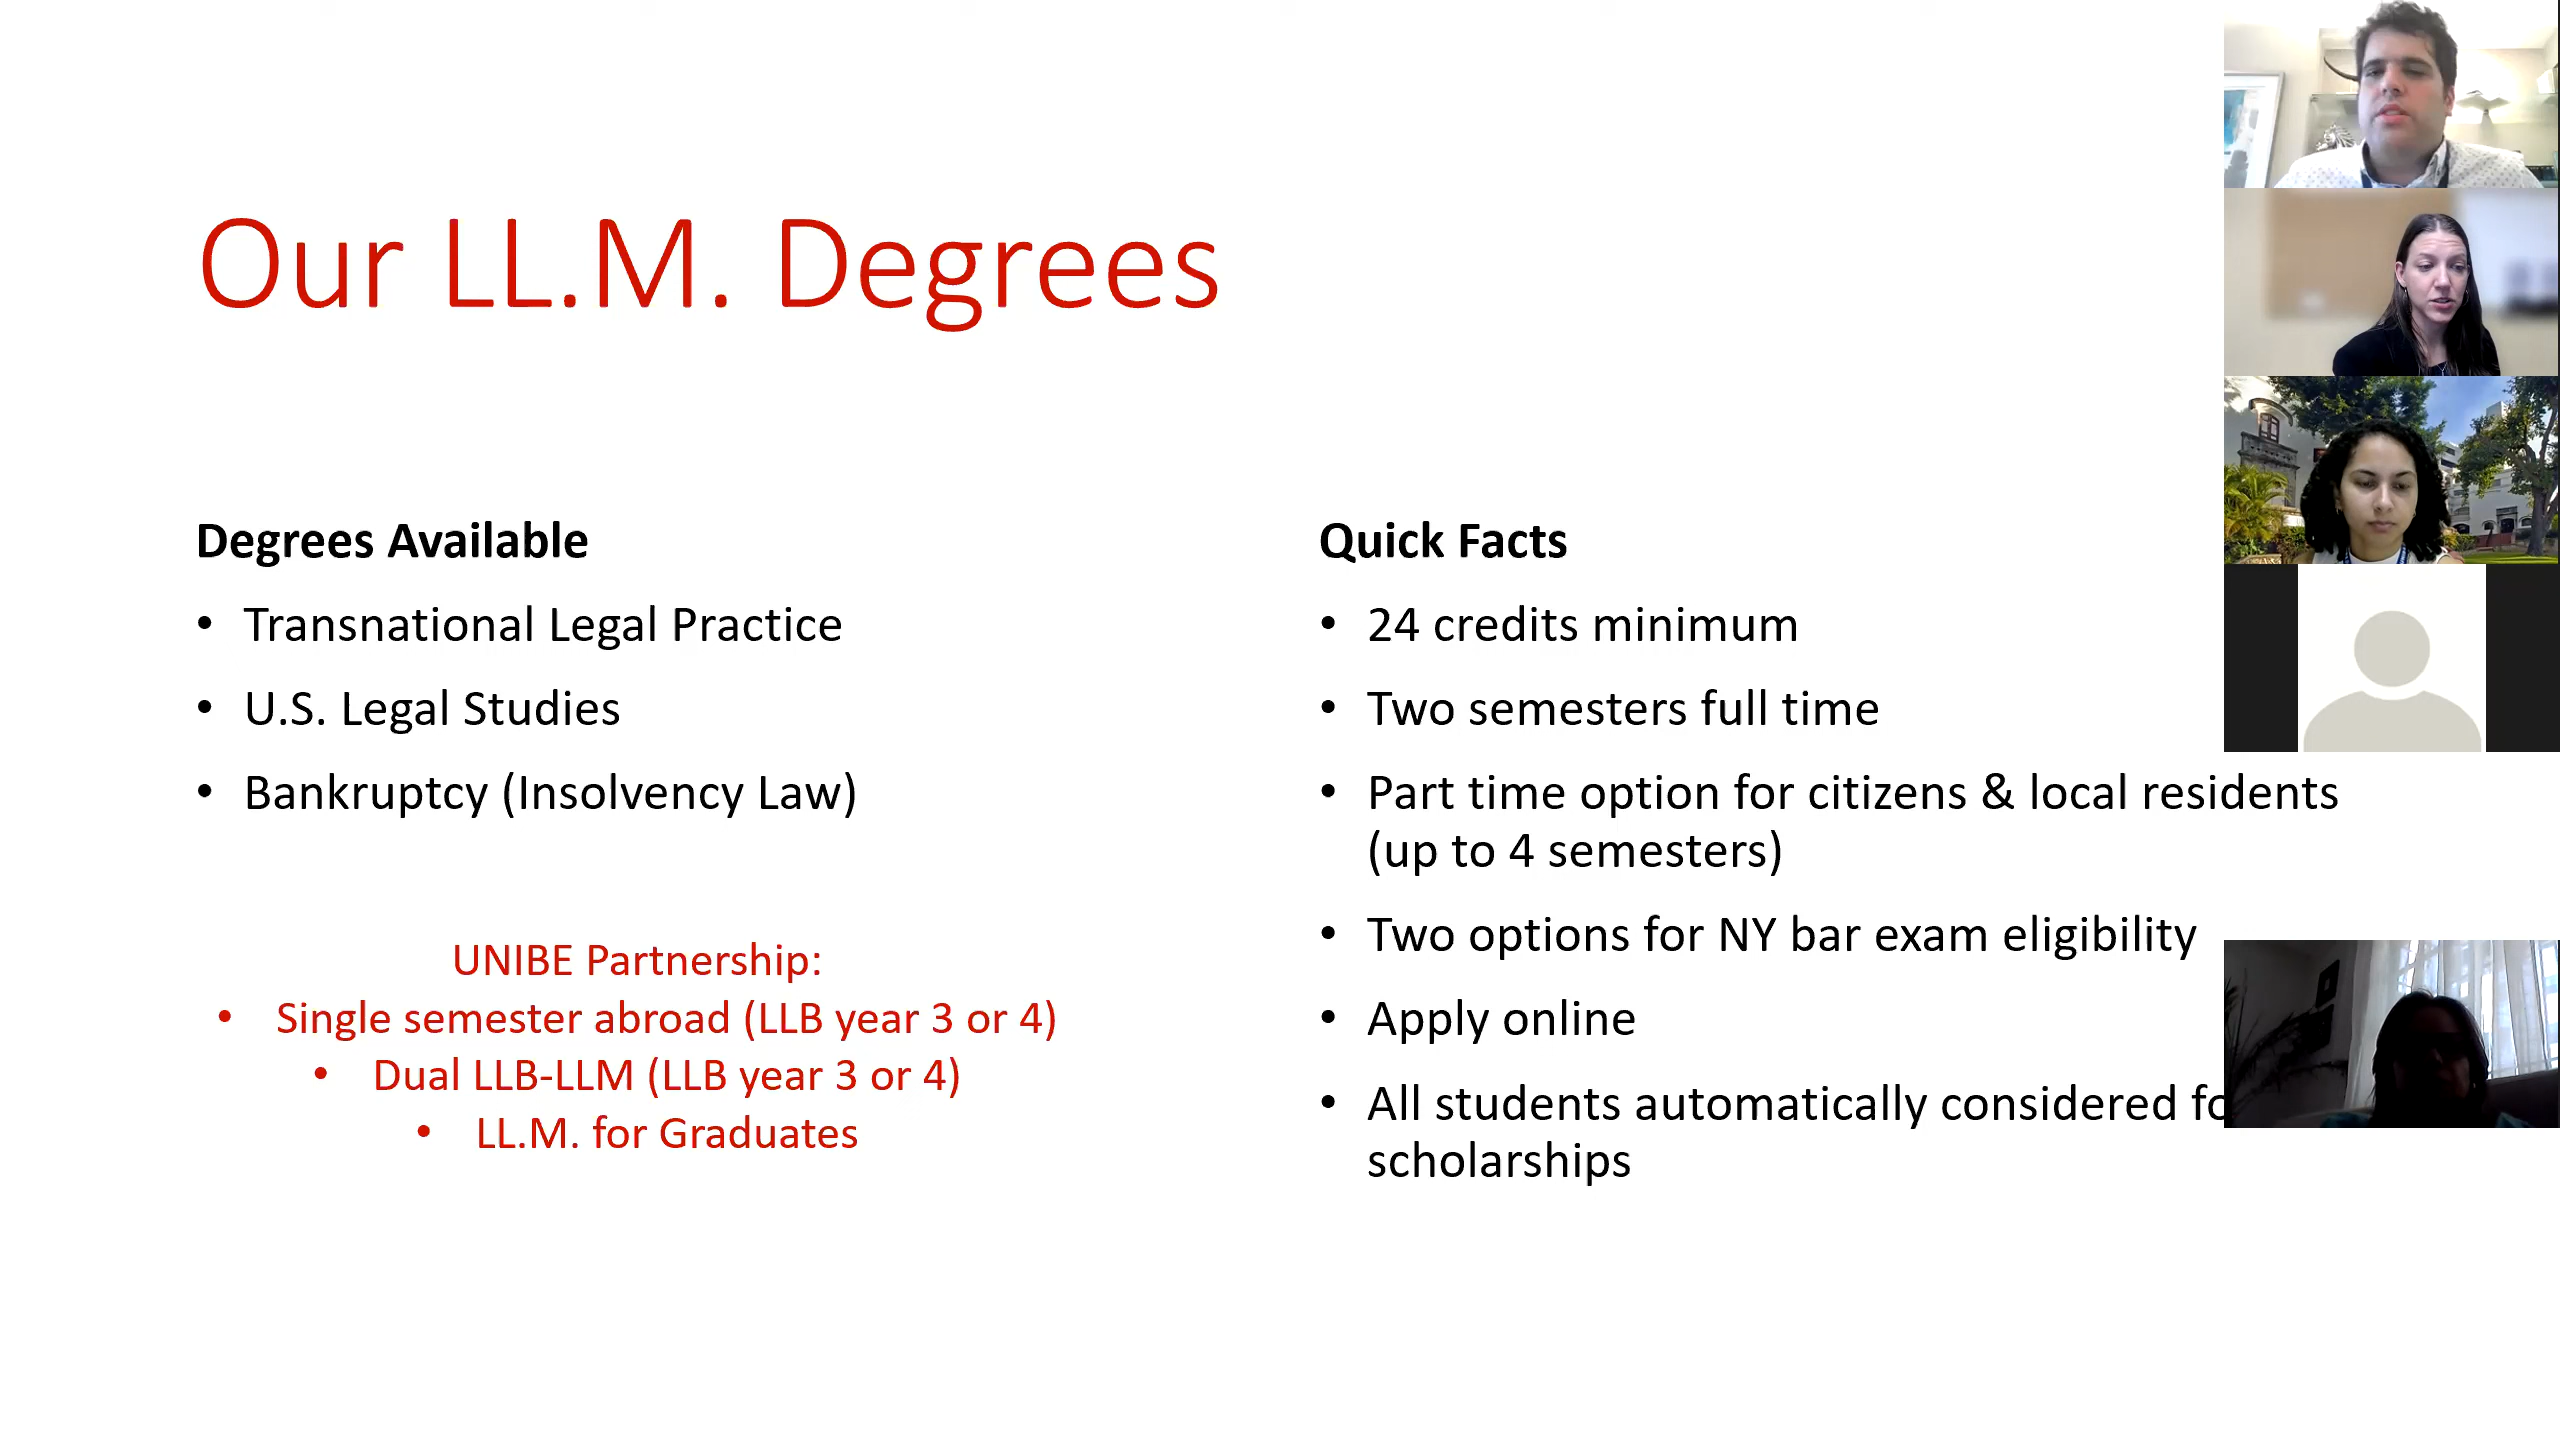 Our LL.M. Degrees
Degrees Available
• Transnational Legal Practice
• U.S. Legal Studies
• Bankruptcy (Insolvency Law)
UNIBE Partnership:
• Single semester abroad (LLB year 3 or 4)
• Dual LLB-LLM (LLB year 3 or 4)
• LL.M. for Graduates
Quick Facts
• 24 credits minimum
• Two semesters full time
• Part time option for citizens & local residents
(up to 4 semesters)
• Two options for NY bar exam eligibility
• Apply online
• All students automatically considered
scholarships